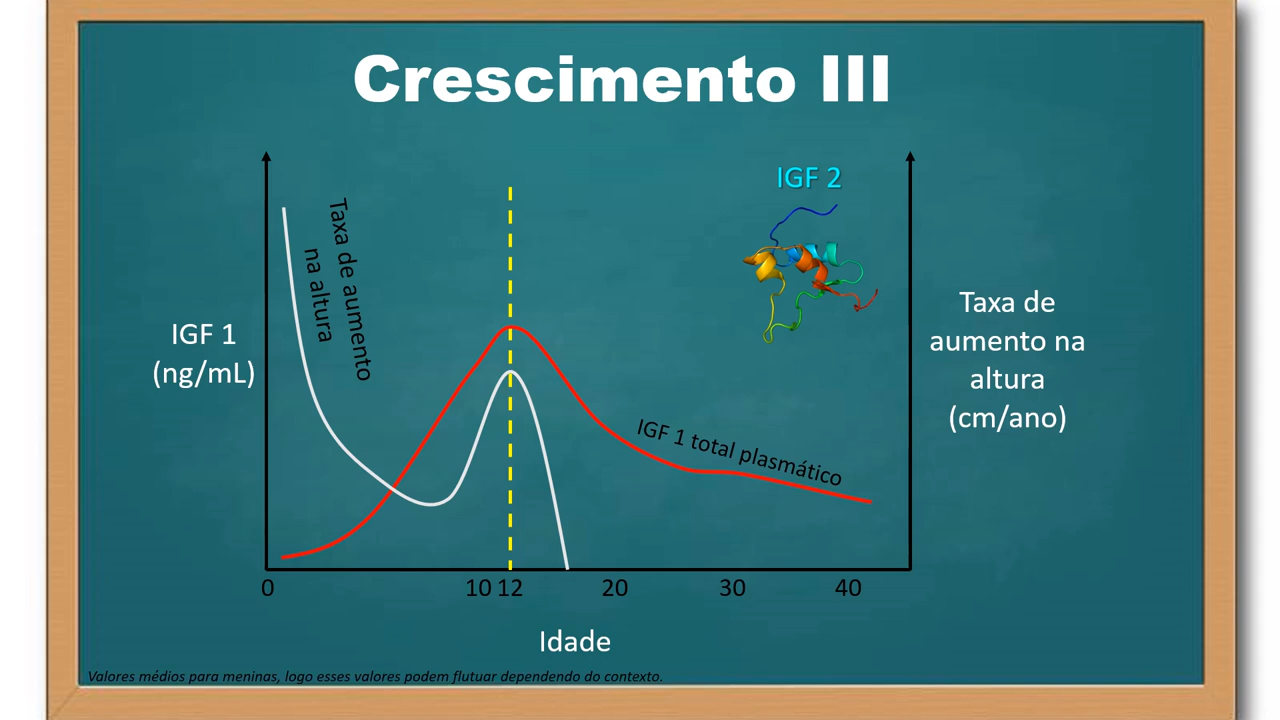 Crescimento III
IGF 2
Taxa de aumento
na altura
IGF 1
(ng/mL)
Taxa de
aumento na
altura
(cm/ano)
IGF 1 total plasmático
0
10
12
20
30
40
Idade
Valores médios para meninas, logo esses valores podem flutuar dependendo do contexto.